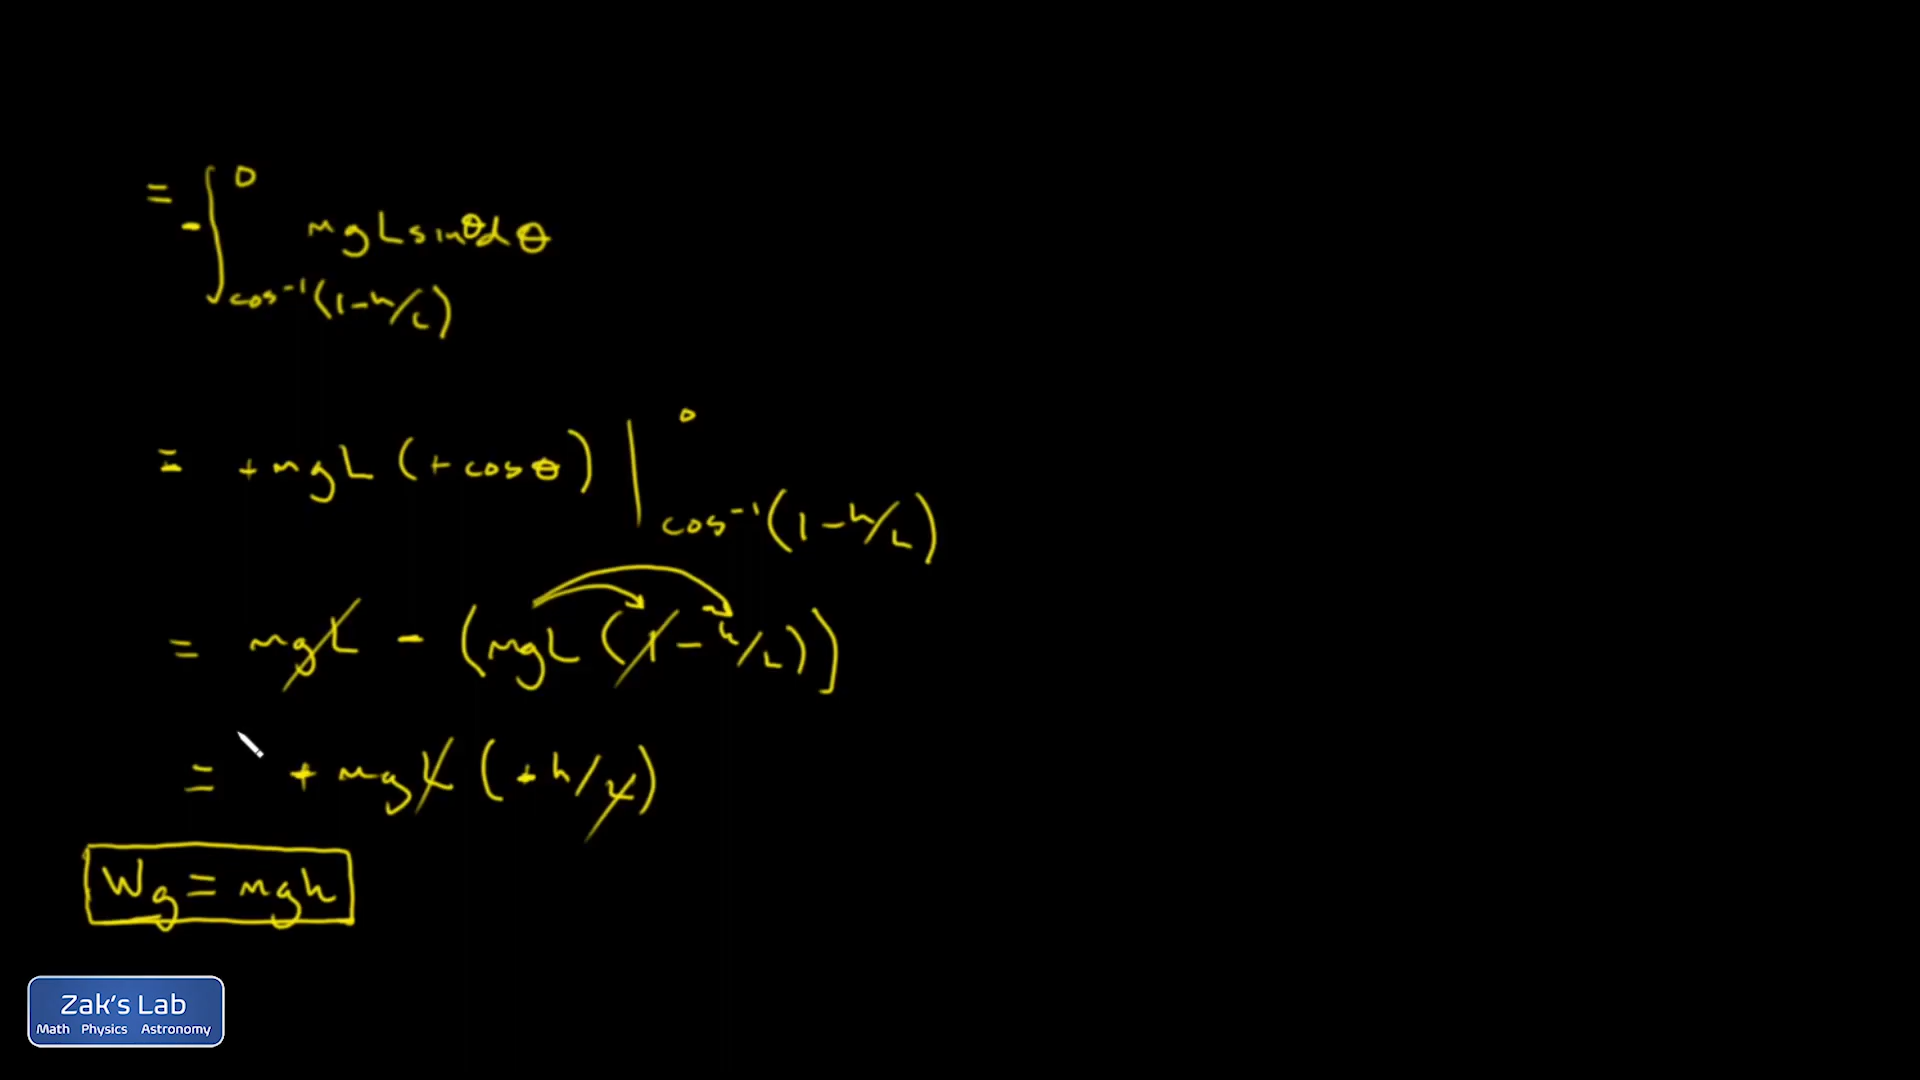 = -∫ 0 mgL sinθ dθ
cos⁻¹(1-h/L)
= +mgL (+cosθ) | 0
cos⁻¹(1-h/L)
= mgL - (mgL (1-h/L))
= + mgL (+h/L)
Wg = mgh
Zak's Lab
Math Physics Astronomy